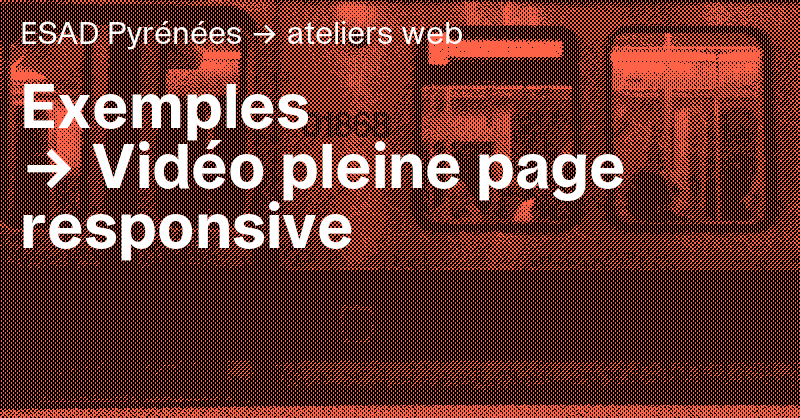 ESAD Pyrénées → ateliers web
Exemples
→ Vidéo pleine page
responsive